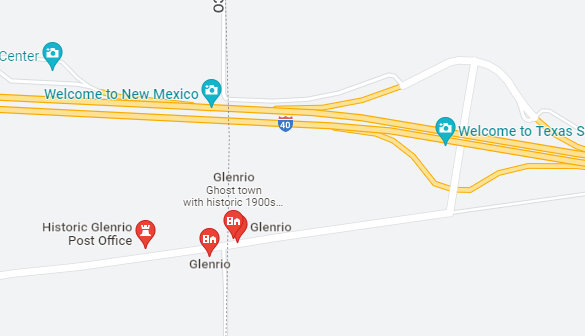 CO
Center
Welcome to New Mexico
40
Welcome to Texas S
Glenrio
Ghost town
with historic 1900s...
Historic Glenrio
Post Office
Glenrio
Glenrio